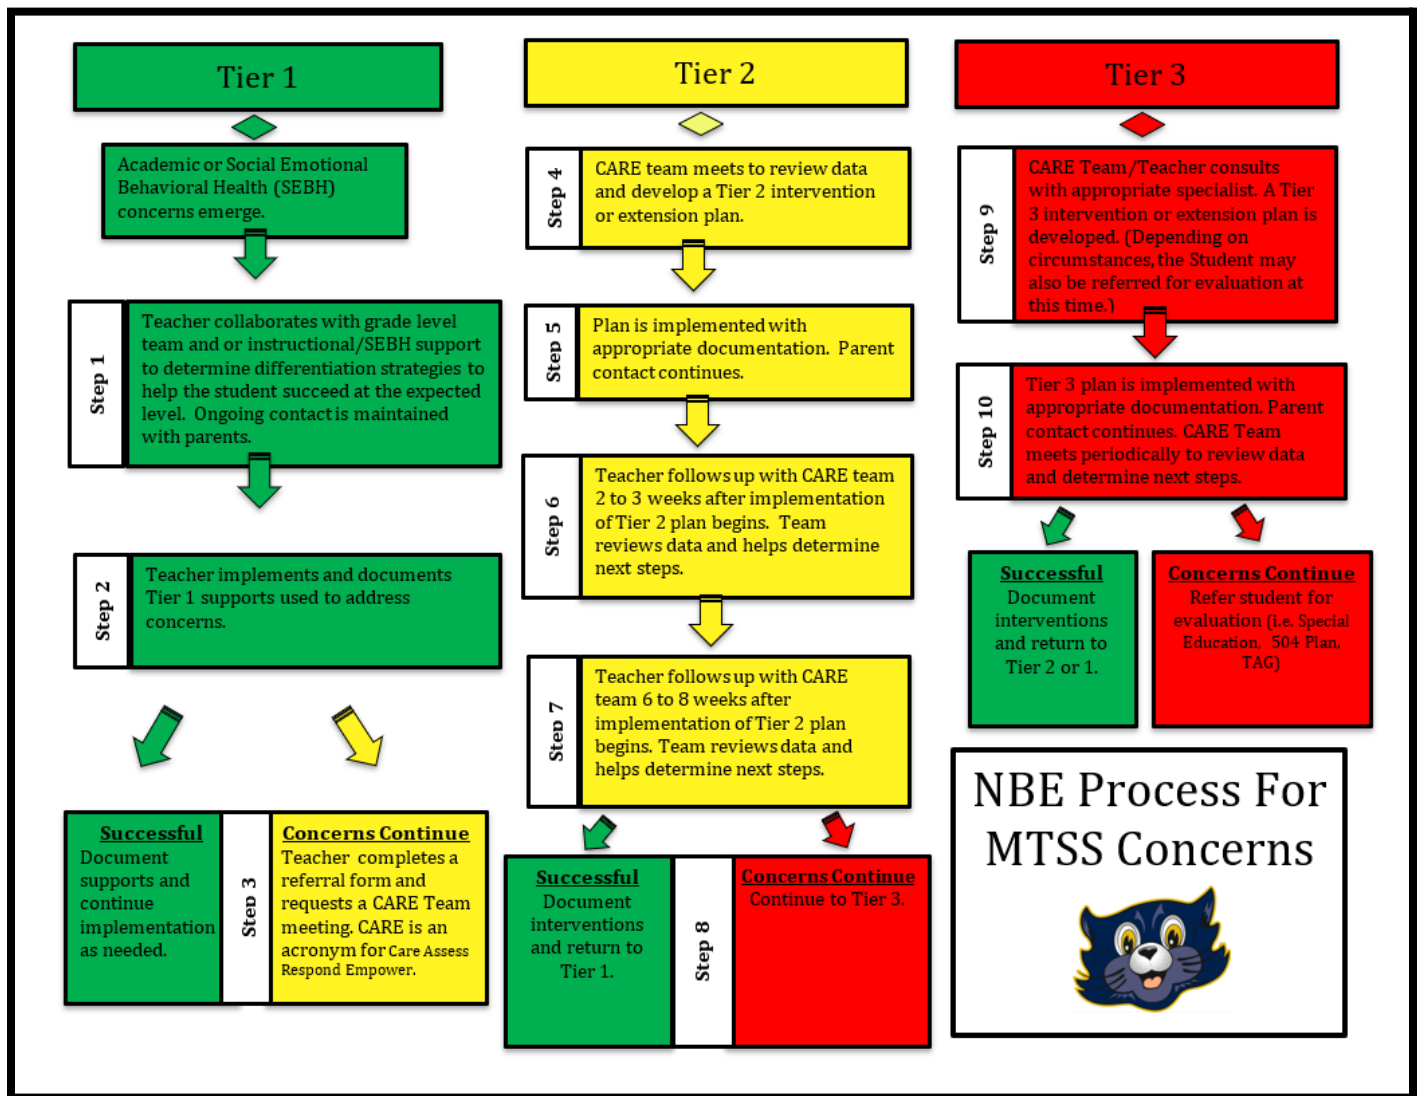 Tier 1
Academic or Social Emotional
Behavioral Health (SEBH)
concerns emerge.
Step 1
Teacher collaborates with grade level
team and or instructional/SEBH support
to determine differentiation strategies to
help the student succeed at the expected
level. Ongoing contact is maintained
with parents.
Step 2
Teacher implements and documents
Tier 1 supports used to address
concerns.
Successful
Document
supports and
continue
implementation
as needed.
Step 3
Concerns Continue
Teacher completes a
referral form and
requests a CARE Team
meeting. CARE is an
acronym for Care Assess
Respond Empower.
Tier 2
Step 4
CARE team meets to review data
and develop a Tier 2 intervention
or extension plan.
Step 5
Plan is implemented with
appropriate documentation. Parent
contact continues.
Step 6
Teacher follows up with CARE team
2 to 3 weeks after implementation
of Tier 2 plan begins. Team
reviews data and helps determine
next steps.
Step 7
Teacher follows up with CARE
team 6 to 8 weeks after
implementation of Tier 2 plan
begins. Team reviews data and
helps determine next steps.
Successful
Document
interventions
and return to
Tier 1.
Step 8
Concerns Continue
Continue to Tier 3.
Tier 3
Step 9
CARE Team/Teacher consults
with appropriate specialist. A Tier
3 intervention or extension plan is
developed. (Depending on
circumstances, the Student may
also be referred for evaluation at
this time.)
Step 10
Tier 3 plan is implemented with
appropriate documentation. Parent
contact continues. CARE Team
meets periodically to review data
and determine next steps.
Successful
Document
interventions
and return to
Tier 2 or 1.
Concerns Continue
Refer student for
evaluation (i.e. Special
Education, 504 Plan,
TAG)
NBE Process For
MTSS Concerns